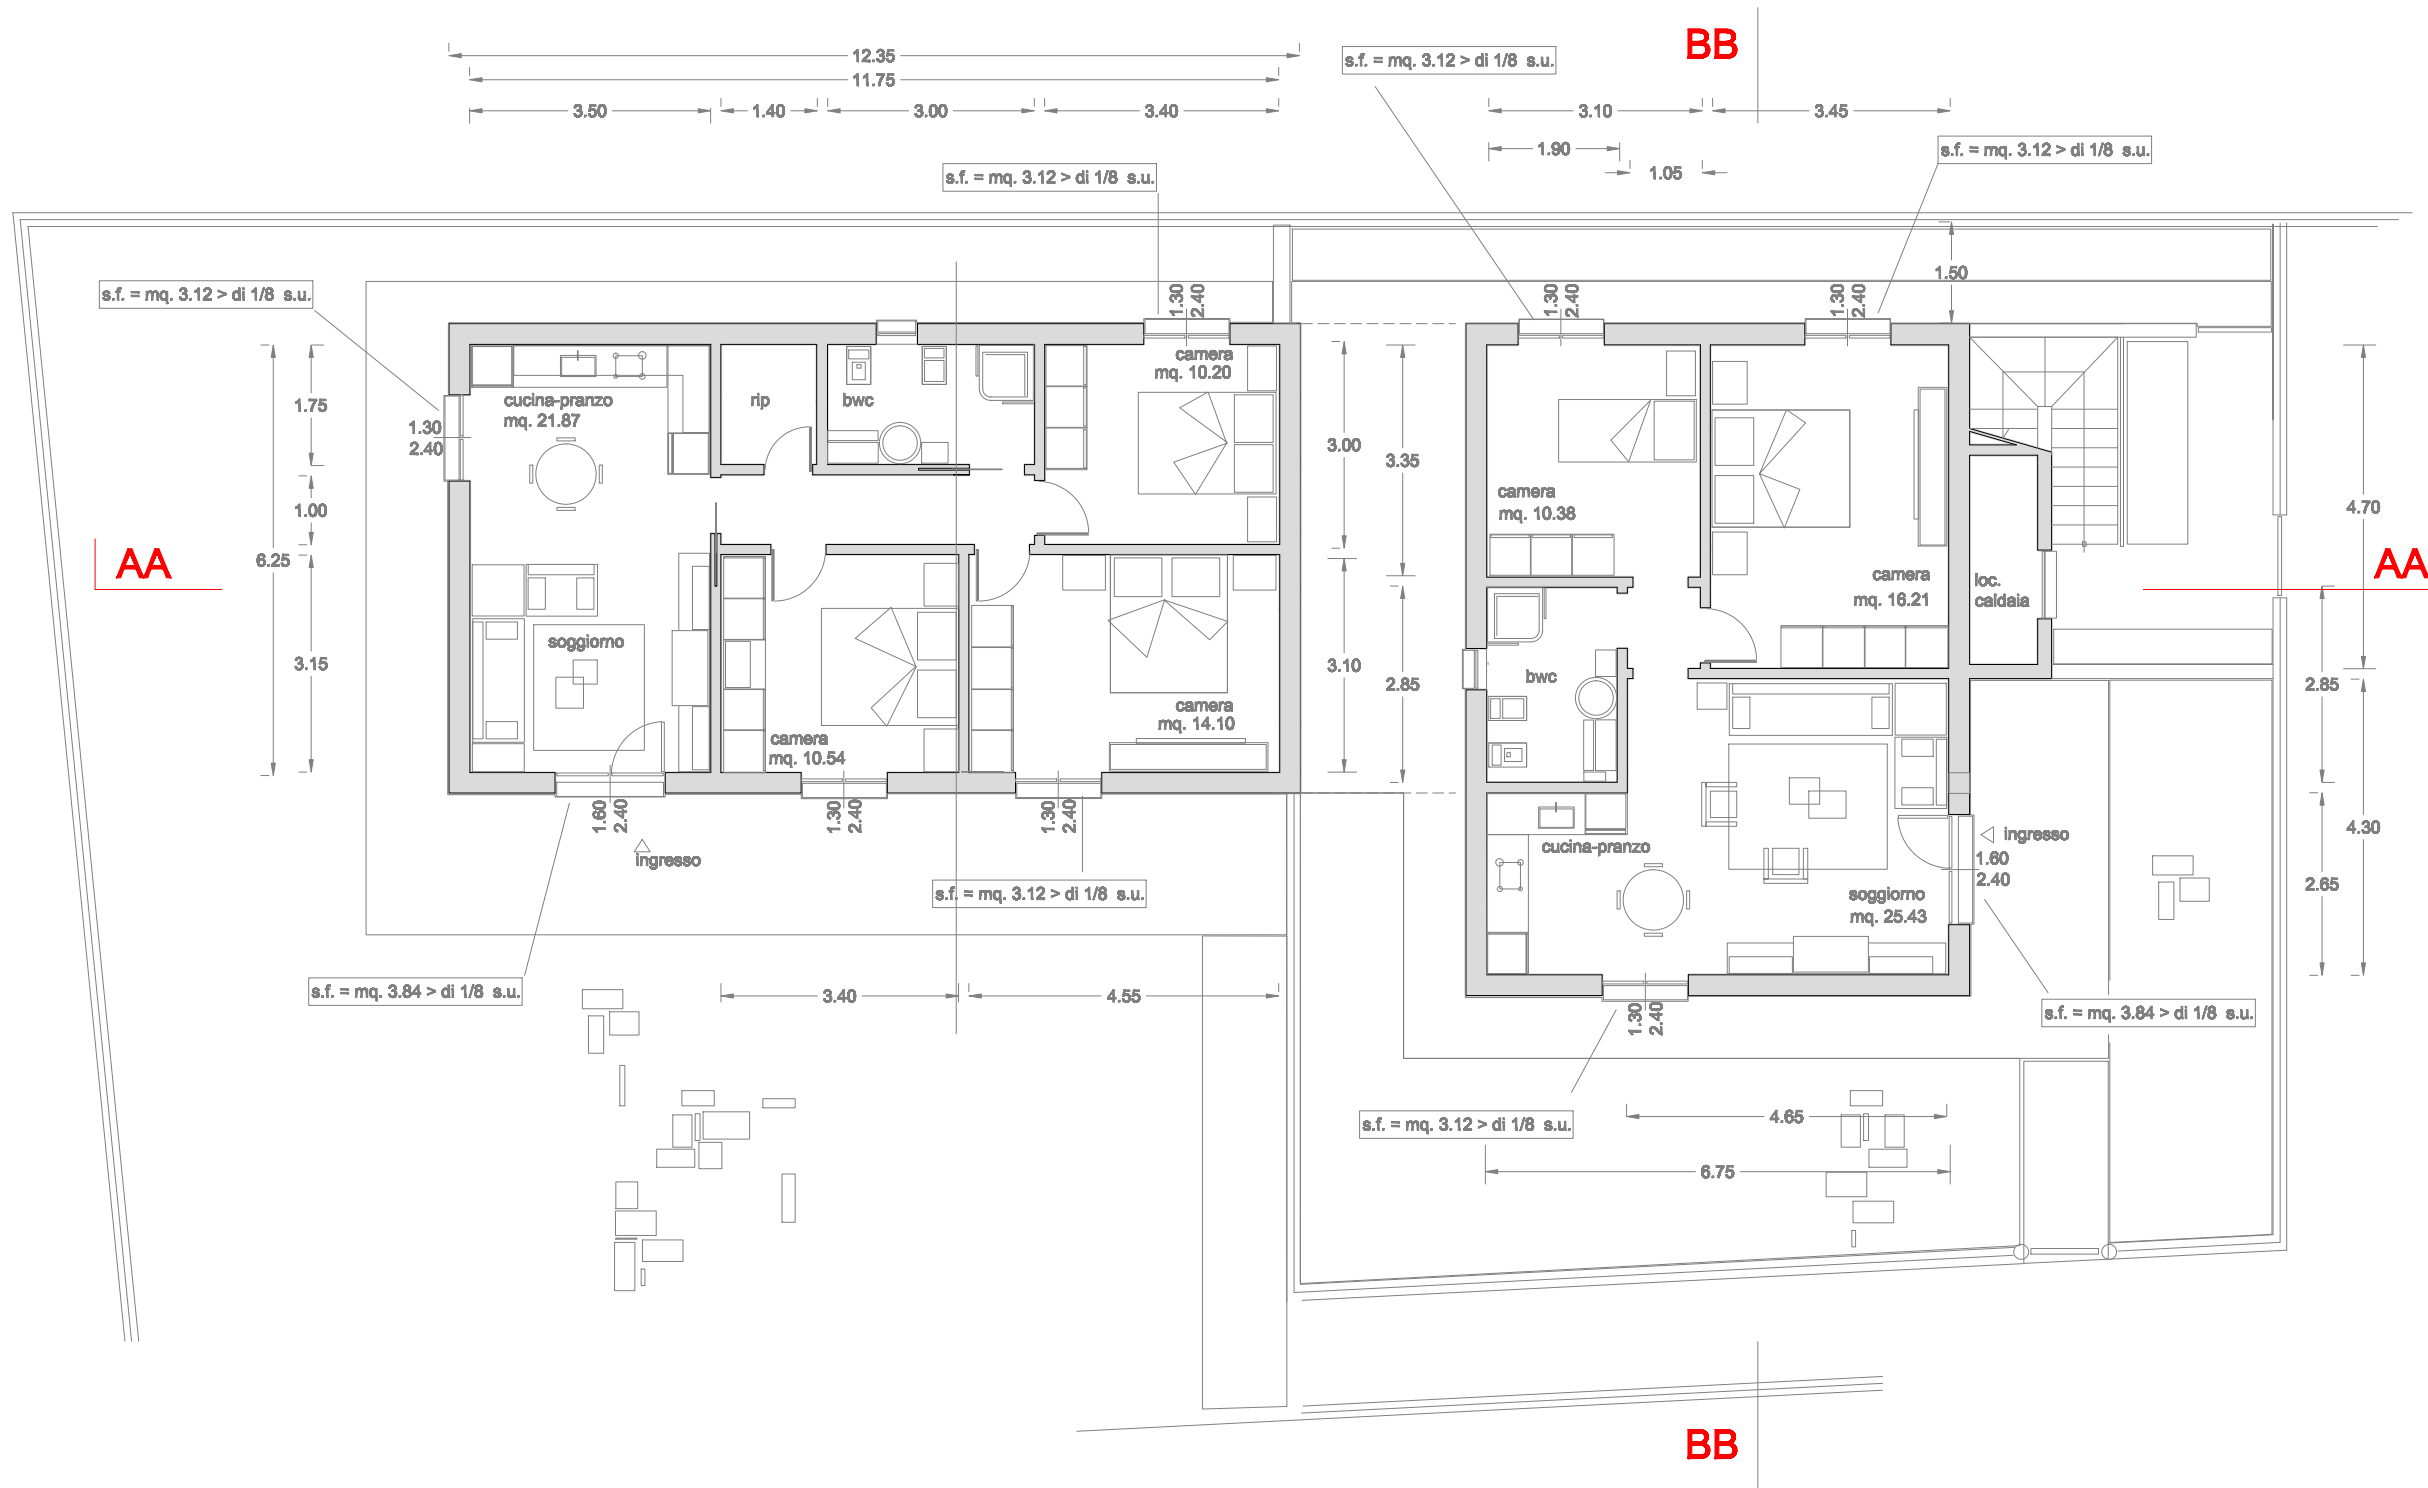 BB
12.35
11.75
3.50
1.40
3.00
3.40
s.f. = mq. 3.12 > di 1/8 s.u.
3.10
3.45
1.90
1.05
s.f. = mq. 3.12 > di 1/8 s.u.
s.f. = mq. 3.12 > di 1/8 s.u.
s.f. = mq. 3.12 > di 1/8 s.u.
1.50
1.30
2.40
1.30
2.40
1.30
2.40
camera
mq. 10.20
cucina-pranzo
mq. 21.87
rip
bwc
1.30
2.40
1.75
1.00
6.25
3.15
3.00
3.35
3.10
2.85
camera
mq. 10.38
camera
mq. 16.21
loc.
caldaia
4.70
AA
AA
soggiorno
camera
mq. 10.54
camera
mq. 14.10
bwc
2.85
1.60
2.40
1.30
2.40
1.30
2.40
ingresso
cucina-pranzo
ingresso
1.60
2.40
4.30
2.65
soggiorno
mq. 25.43
s.f. = mq. 3.12 > di 1/8 s.u.
s.f. = mq. 3.84 > di 1/8 s.u.
3.40
4.55
1.30
2.40
s.f. = mq. 3.84 > di 1/8 s.u.
s.f. = mq. 3.12 > di 1/8 s.u.
4.65
6.75
BB